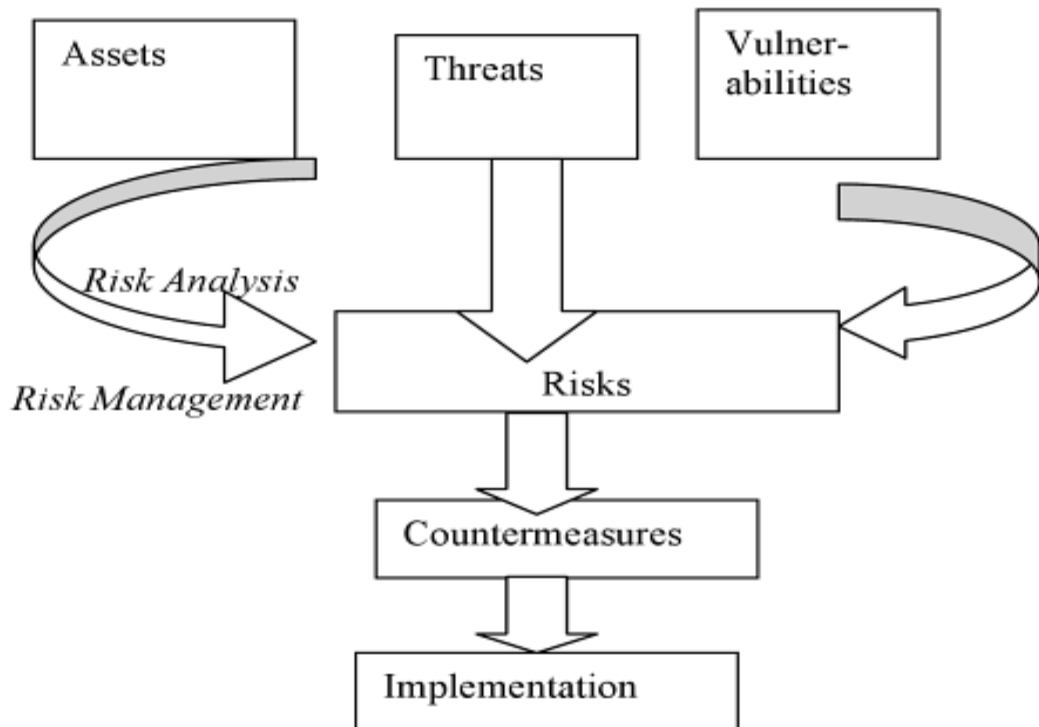 Assets
Threats
Vulner-
abilities
Risk Analysis
Risk Management
Risks
Countermeasures
Implementation